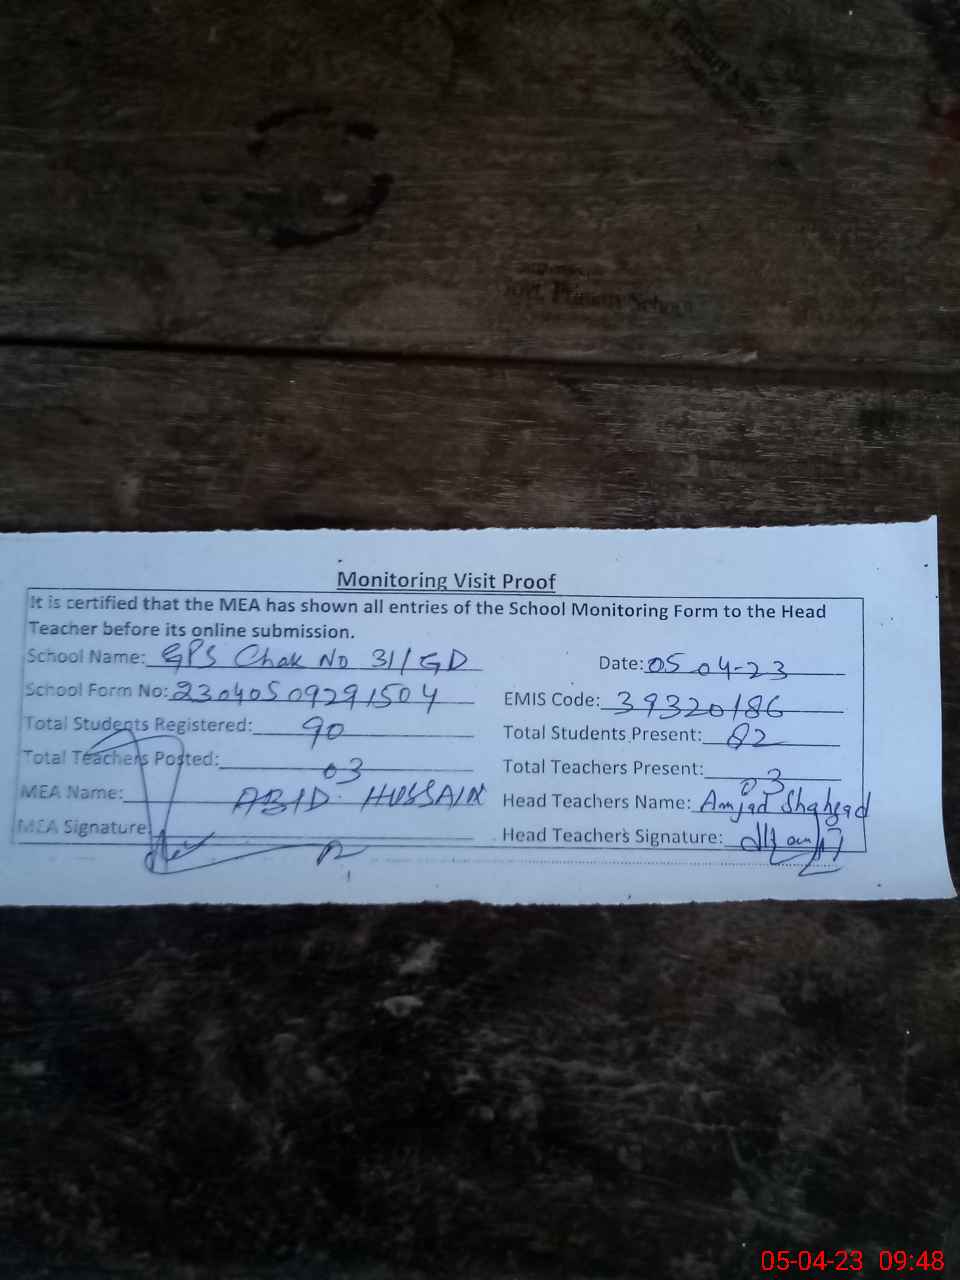 Govt. Primary School
Monitoring Visit Proof
It is certified that the MEA has shown all entries of the School Monitoring Form to the Head
Teacher before its online submission.
School Name: GPS Chak No 31/GD Date: 05-04-23
School Form No: 23040509291504 EMIS Code: 39320186
Total Students Registered: 90 Total Students Present: 82
Total Teachers Posted: 03 Total Teachers Present: 03
MEA Name: ABID HUSSAIN Head Teachers Name: Amjad Shahzad
MEA Signature: Head Teachers Signature:
05-04-23 09:48